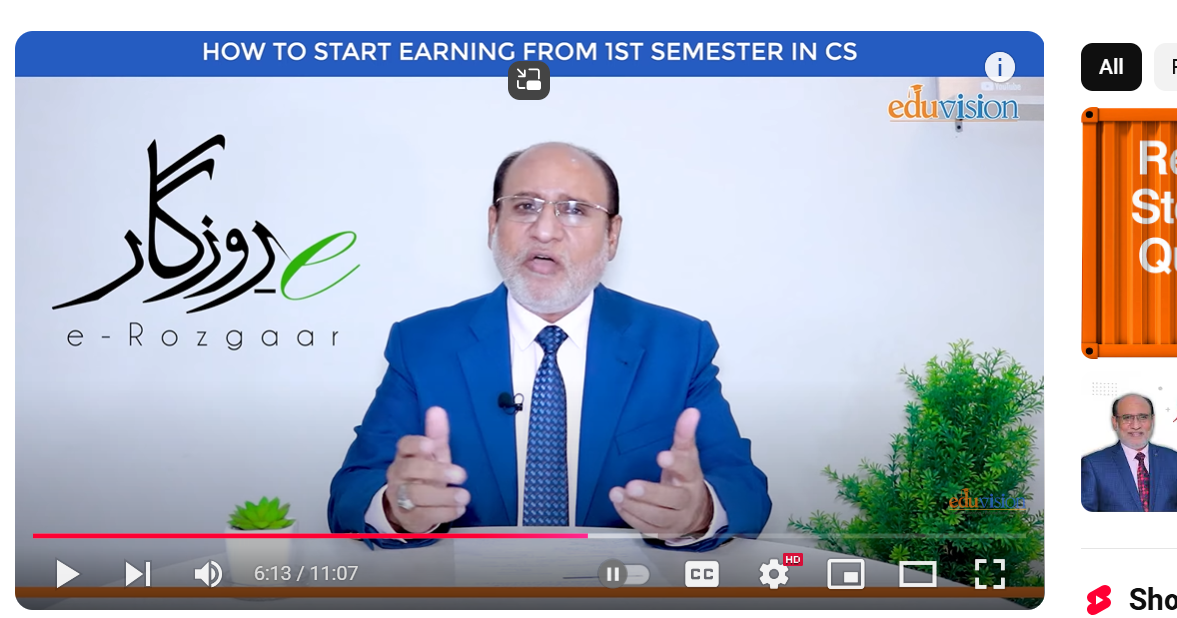 HOW TO START EARNING FROM 1ST SEMESTER IN CS
i
eduvision
ای روزگار
e
e-Rozgaar
eduvision
6:13 / 11:07
CC
HD
All
Re
St
Qu
Sho